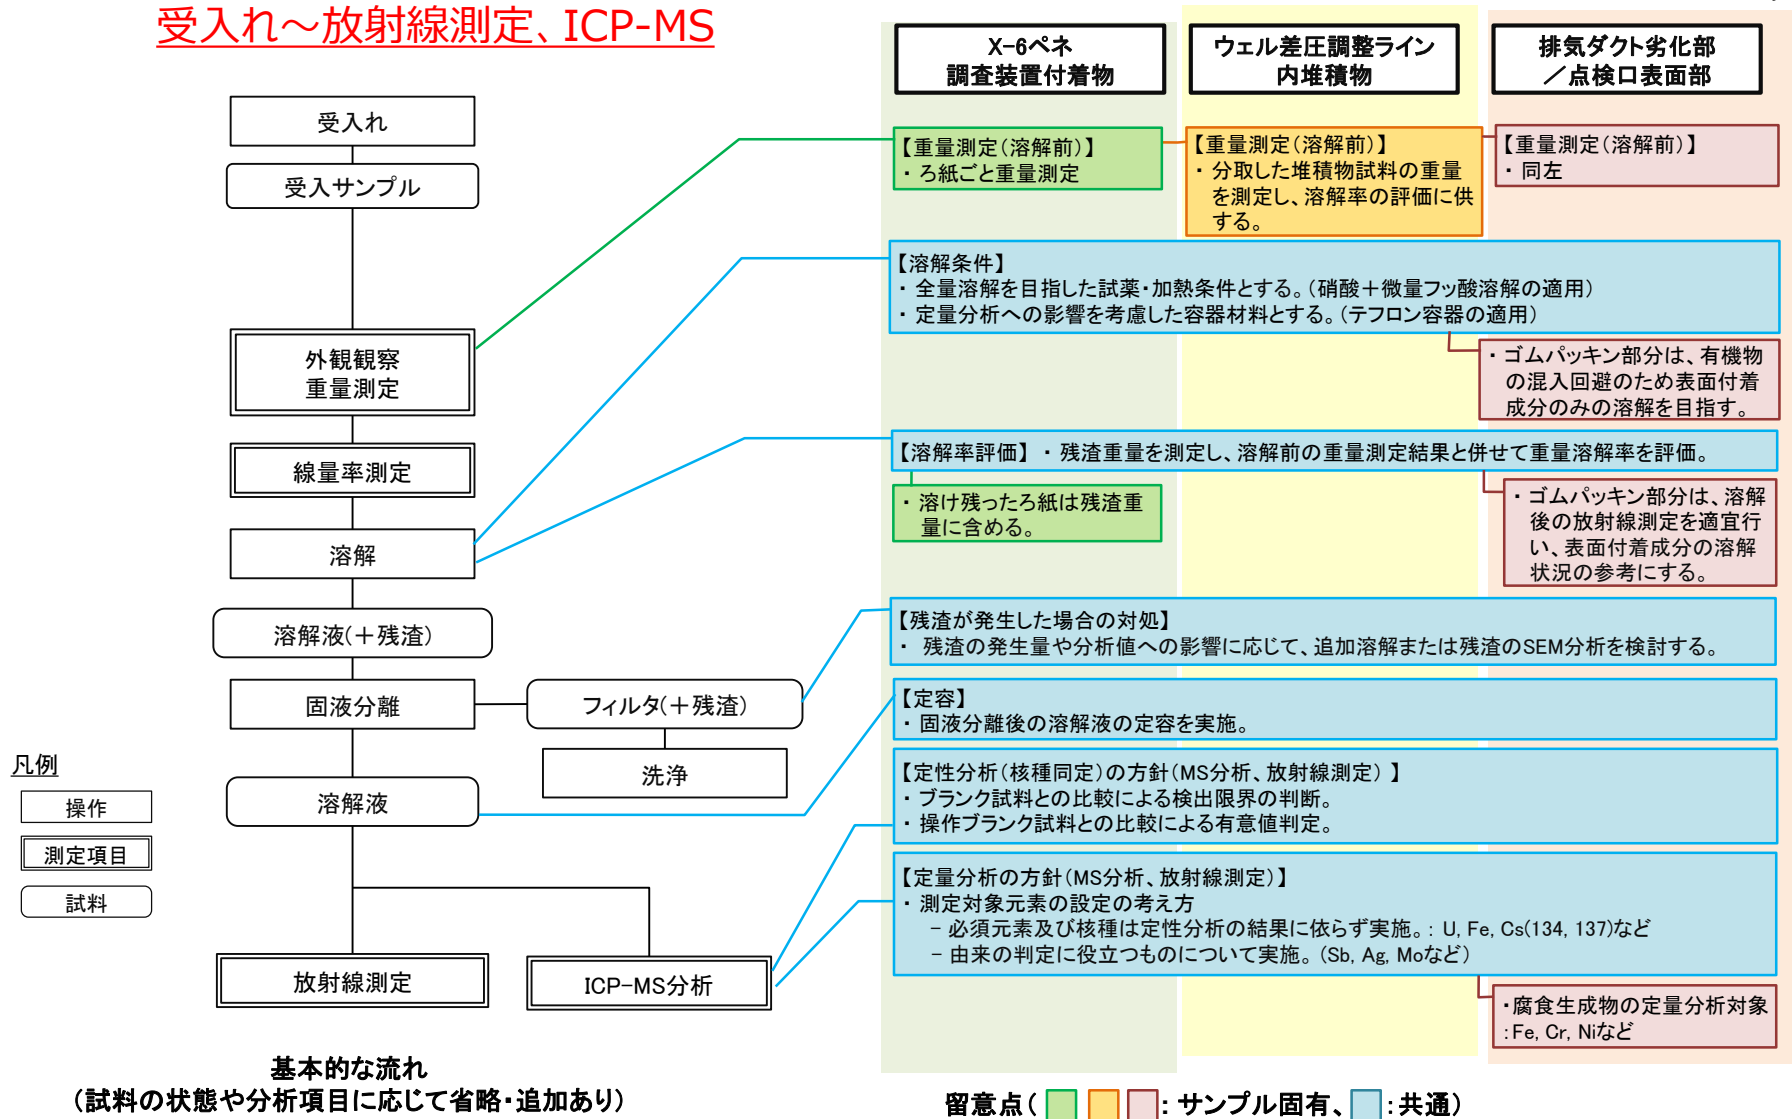 受入れ～放射線測定、ICP-MS
受入れ
受入サンプル
外観観察
重量測定
線量率測定
溶解
溶解液(＋残渣)
固液分離
フィルタ(＋残渣)
洗浄
溶解液
放射線測定
ICP-MS分析
凡例
操作
測定項目
試料
基本的な流れ
（試料の状態や分析項目に応じて省略・追加あり）
X-6ペネ
調査装置付着物
ウェル差圧調整ライン
内堆積物
排気ダクト劣化部
／点検口表面部
【重量測定（溶解前）】
・ ろ紙ごと重量測定
【重量測定（溶解前）】
・ 分取した堆積物試料の重量
を測定し、溶解率の評価に供
する。
【重量測定（溶解前）】
・ 同左
【溶解条件】
・ 全量溶解を目指した試薬・加熱条件とする。（硝酸＋微量フッ酸溶解の適用）
・ 定量分析への影響を考慮した容器材料とする。（テフロン容器の適用）
・ ゴムパッキン部分は、有機物
の混入回避のため表面付着
成分のみの溶解を目指す。
【溶解率評価】 ・ 残渣重量を測定し、溶解前の重量測定結果と併せて重量溶解率を評価。
・ 溶け残ったろ紙は残渣重
量に含める。
・ ゴムパッキン部分は、溶解
後の放射線測定を適宜行
い、表面付着成分の溶解
状況の参考にする。
【残渣が発生した場合の対処】
・ 残渣の発生量や分析値への影響に応じて、追加溶解または残渣のSEM分析を検討する。
【定容】
・ 固液分離後の溶解液の定容を実施。
【定性分析（核種同定）の方針（MS分析、放射線測定） 】
・ ブランク試料との比較による検出限界の判断。
・ 操作ブランク試料との比較による有意値判定。
【定量分析の方針（MS分析、放射線測定）】
・ 測定対象元素の設定の考え方
− 必須元素及び核種は定性分析の結果に依らず実施。: U, Fe, Cs(134, 137)など
− 由来の判定に役立つものについて実施。(Sb, Ag, Moなど)
・腐食生成物の定量分析対象
:Fe, Cr, Niなど
留意点（ : サンプル固有、 : 共通）